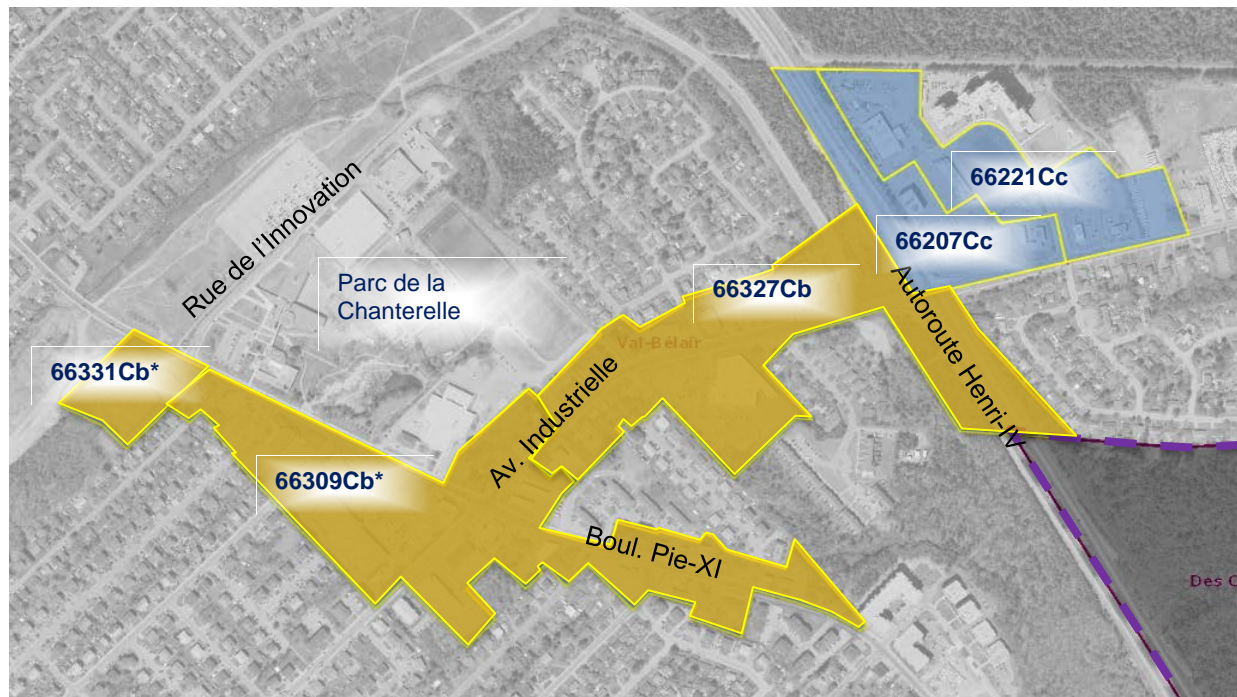 66221Cc
Rue de l'Innovation
66207Cc
Parc de la
Chanterelle
66327Cb
Autoroute Henri-IV
Val-Bélair
66331Cb*
Av. Industrielle
66309Cb*
Boul. Pie-XI
Des